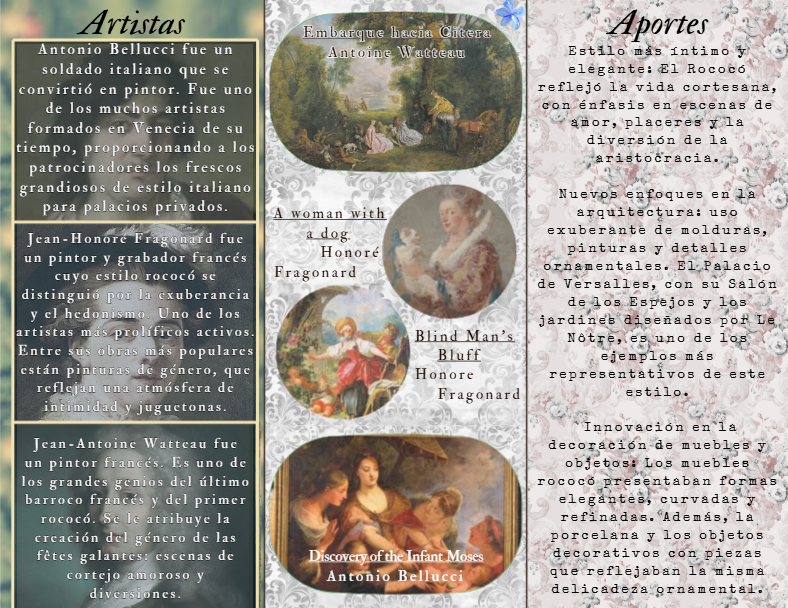 Artistas
Antonio Bellucci fue un
soldado italiano que se
convirtió en pintor. Fue uno
de los muchos artistas
formados en Venecia de su
tiempo, proporcionando a los
patrocinadores los frescos
grandiosos de estilo italiano
para palacios privados.
Jean-Honoré Fragonard fue
un pintor y grabador francés
cuyo estilo rococó se
distinguió por la exuberancia
y el hedonismo. Uno de los
artistas más prolíficos activos.
Entre sus obras más populares
están pinturas de género, que
reflejan una atmósfera de
intimidad y juguetonas.
Jean-Antoine Watteau fue
un pintor francés. Es uno de
los grandes genios del último
barroco francés y del primer
rococó. Se le atribuye la
creación del género de las
fêtes galantes: escenas de
cortejo amoroso y
diversiones.
Embarque hacia Citera
Antoine Watteau
A woman with
a dog
Honoré
Fragonard
Blind Man's
Bluff
Honore
Fragonard
Discovery of the Infant Moses
Antonio Bellucci
Aportes
Estilo más íntimo y
elegante: El Rococó
reflejó la vida cortesana,
con énfasis en escenas de
amor, placeres y la
diversión de la
aristocracia.
Nuevos enfoques en la
arquitectura: uso
exuberante de molduras,
pinturas y detalles
ornamentales. El Palacio
de Versalles, con su Salón
de los Espejos y los
jardines diseñados por Le
Nôtre, es uno de los
ejemplos más
representativos de este
estilo.
Innovación en la
decoración de muebles y
objetos: Los muebles
rococó presentaban formas
elegantes, curvadas y
refinadas. Además, la
porcelana y los objetos
decorativos con piezas
que reflejaban la misma
delicadeza ornamental.